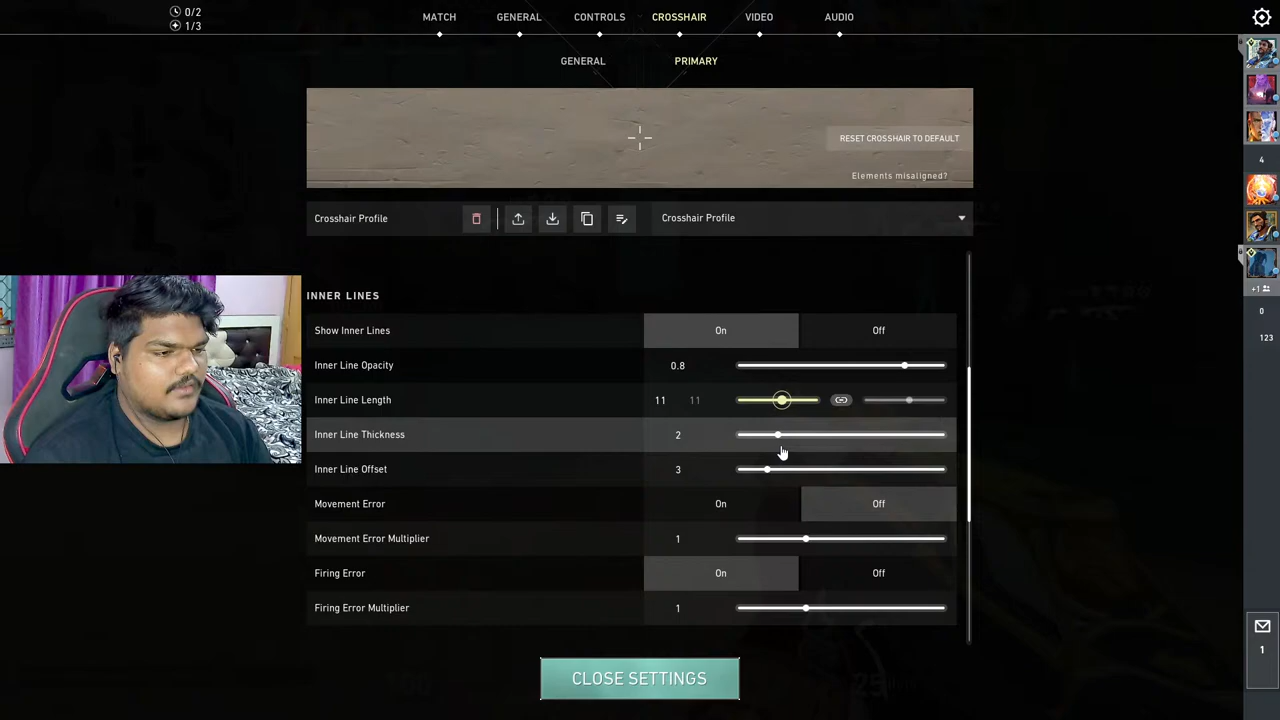 0/2
1/3
MATCH
GENERAL
CONTROLS
CROSSHAIR
VIDEO
AUDIO
GENERAL
PRIMARY
RESET CROSSHAIR TO DEFAULT
Elements misaligned?
Crosshair Profile
Crosshair Profile
INNER LINES
Show Inner Lines On Off
Inner Line Opacity 0.8
Inner Line Length 11 11
Inner Line Thickness 2
Inner Line Offset 3
Movement Error On Off
Movement Error Multiplier 1
Firing Error On Off
Firing Error Multiplier 1
CLOSE SETTINGS
4
+1
0
123
1